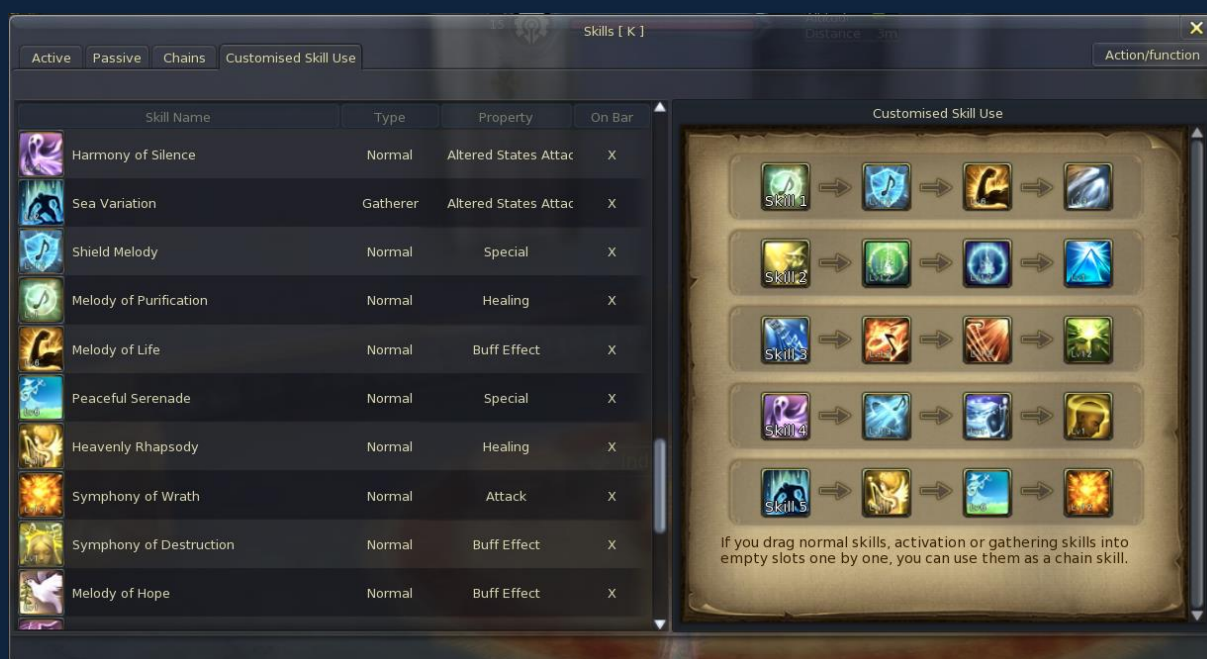 Skills [ K ]
Active Passive Chains Customised Skill Use Action/function
Skill Name Type Property On Bar
Harmony of Silence Normal Altered States Attac X
Sea Variation Gatherer Altered States Attac X
Shield Melody Normal Special X
Melody of Purification Normal Healing X
Melody of Life Normal Buff Effect X
Peaceful Serenade Normal Special X
Heavenly Rhapsody Normal Healing X
Symphony of Wrath Normal Attack X
Symphony of Destruction Normal Buff Effect X
Melody of Hope Normal Buff Effect X
Customised Skill Use
Skill 1
Skill 2
Skill 3
Skill 4
Skill 5
If you drag normal skills, activation or gathering skills into
empty slots one by one, you can use them as a chain skill.